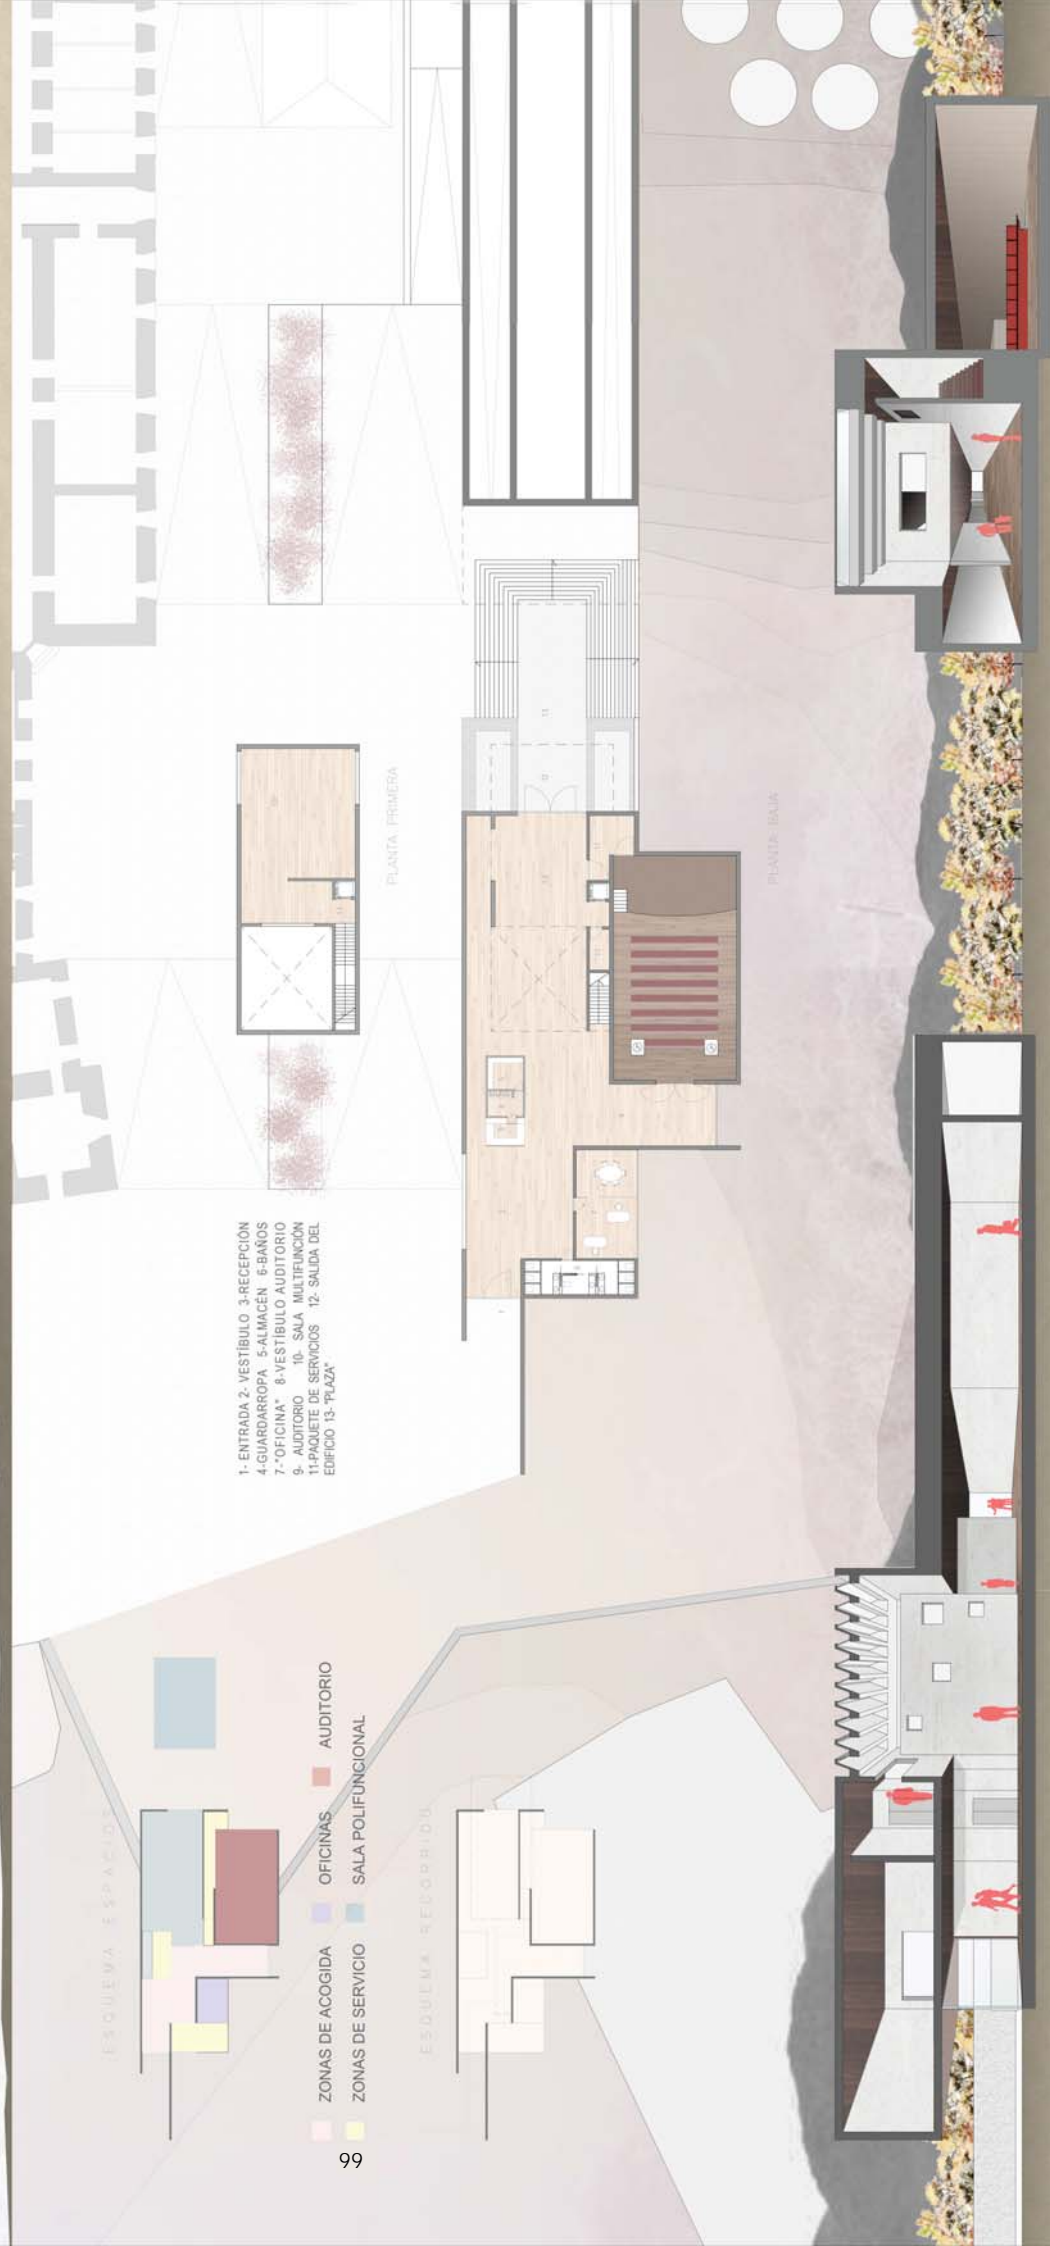 PLANTA PRIMERA
PLANTA BAJA
1- ENTRADA 2- VESTÍBULO 3-RECEPCIÓN
4-GUARDARROPA 5-ALMACÉN 6-BAÑOS
7-"OFICINA" 8-VESTÍBULO AUDITORIO
9- AUDITORIO 10- SALA MULTIFUNCIÓN
11-PAQUETE DE SERVICIOS 12- SALIDA DEL
EDIFICIO 13- "PLAZA"
ESQUEMA ESPACIOS
ZONAS DE ACOGIDA OFICINAS AUDITORIO
ZONAS DE SERVICIO SALA POLIFUNCIONAL
ESQUEMA RECORRIDO
99